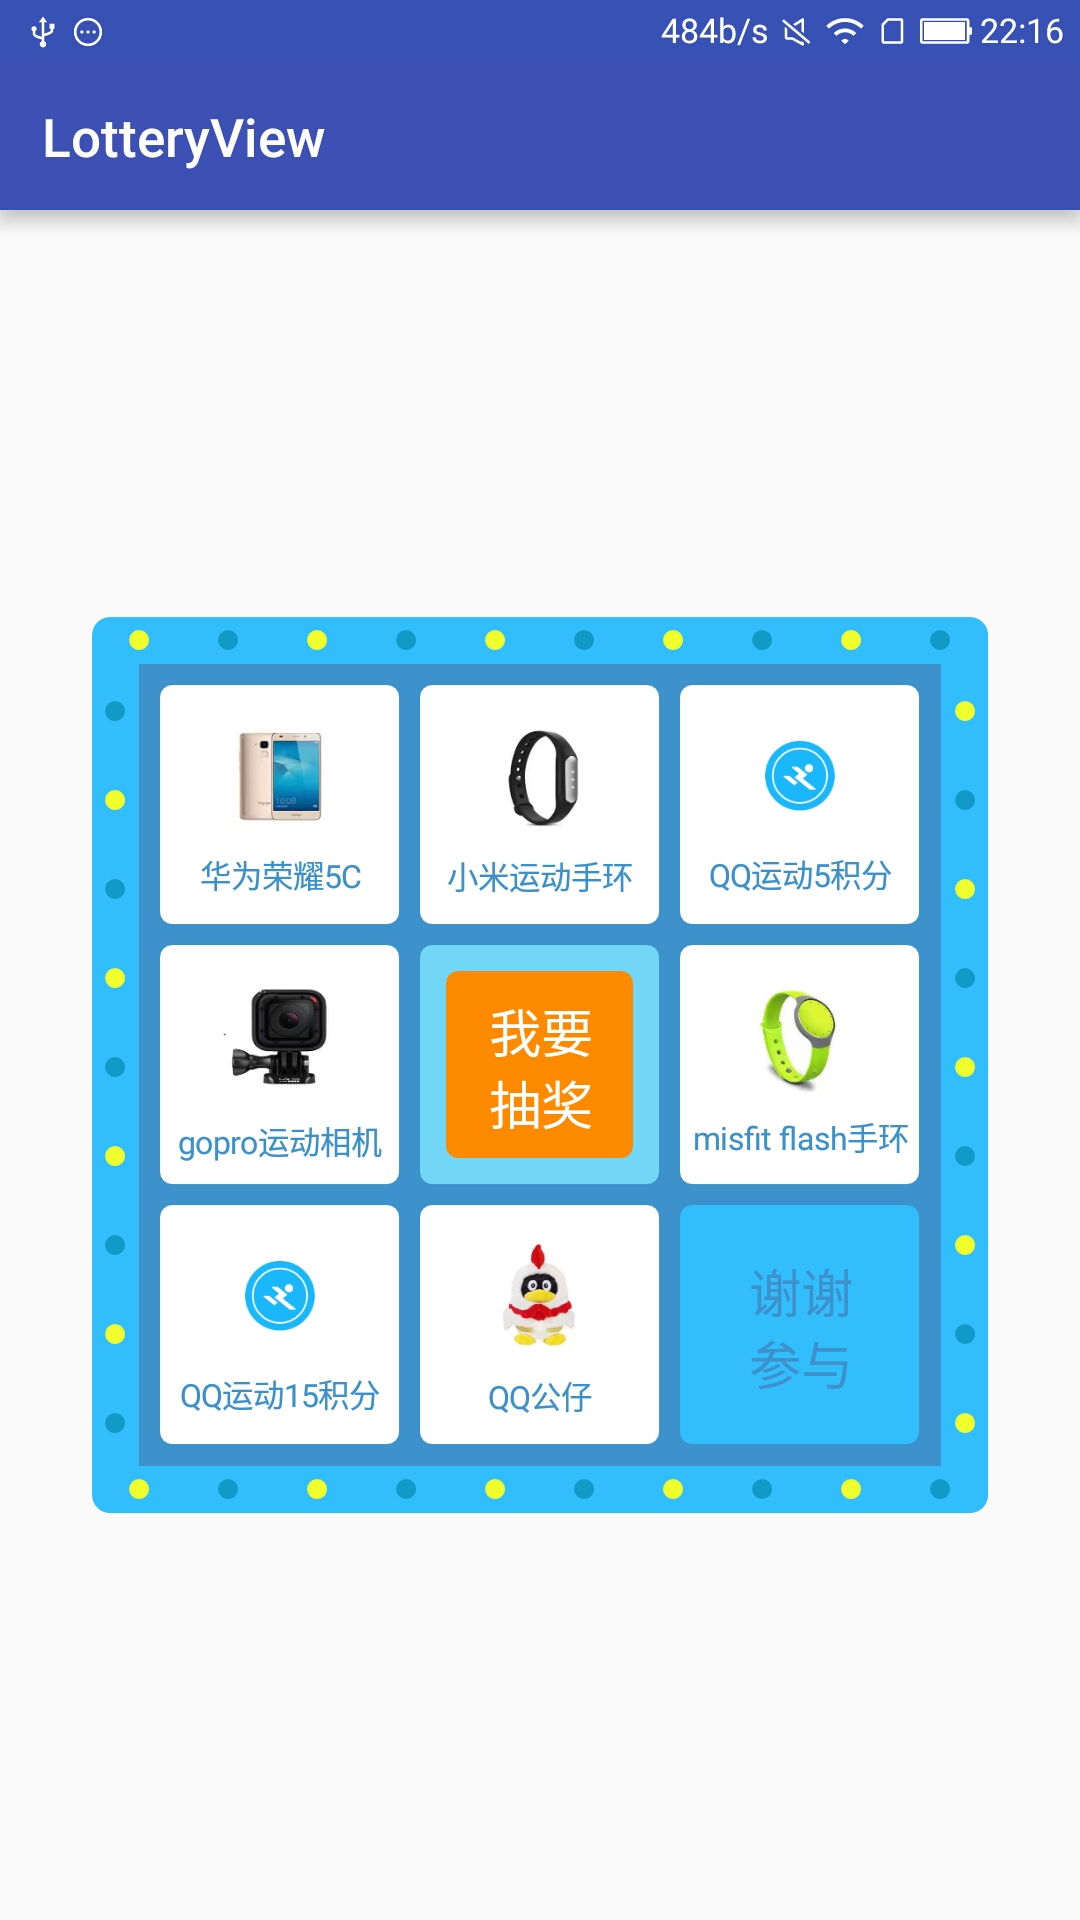 484b/s 22:16
LotteryView
华为荣耀5C
小米运动手环
QQ运动5积分
gopro运动相机
我要
抽奖
misfit flash手环
QQ运动15积分
QQ公仔
谢谢
参与